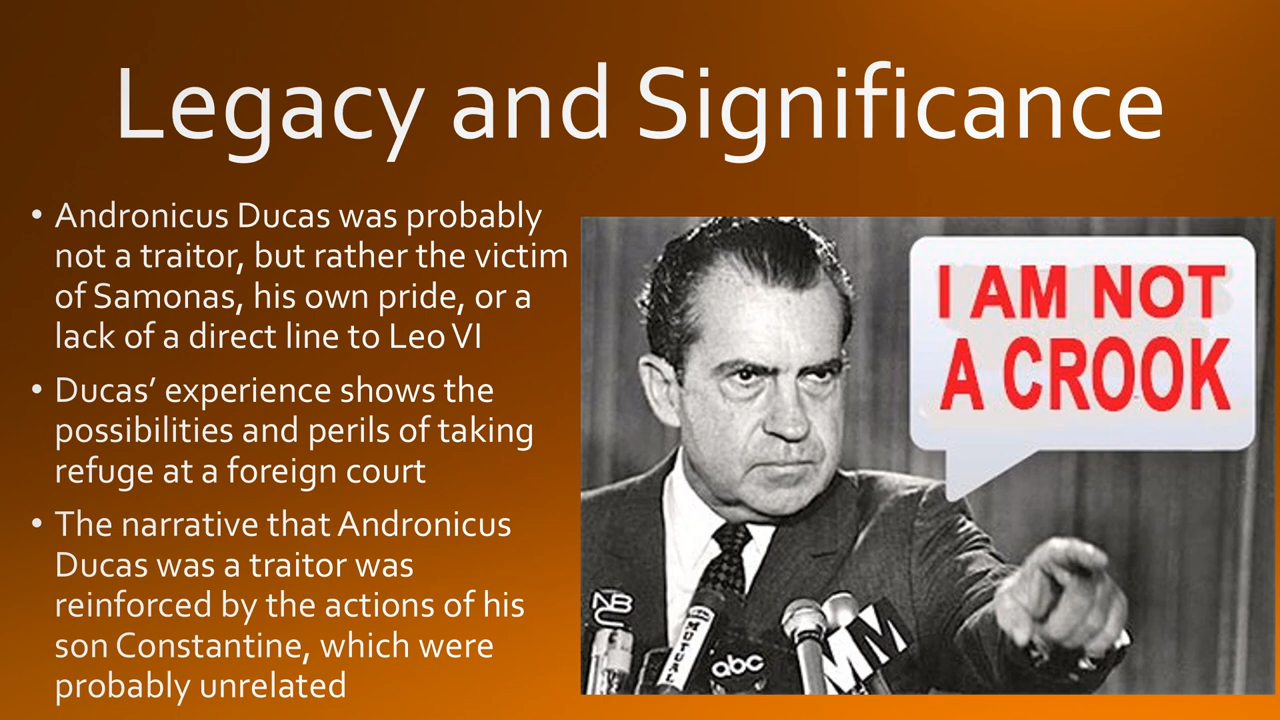 Legacy and Significance
• Andronicus Ducas was probably
not a traitor, but rather the victim
of Samonas, his own pride, or a
lack of a direct line to Leo VI
• Ducas’ experience shows the
possibilities and perils of taking
refuge at a foreign court
• The narrative that Andronicus
Ducas was a traitor was
reinforced by the actions of his
son Constantine, which were
probably unrelated
I AM NOT
A CROOK
NB
C
MUTUAL
abc
MM